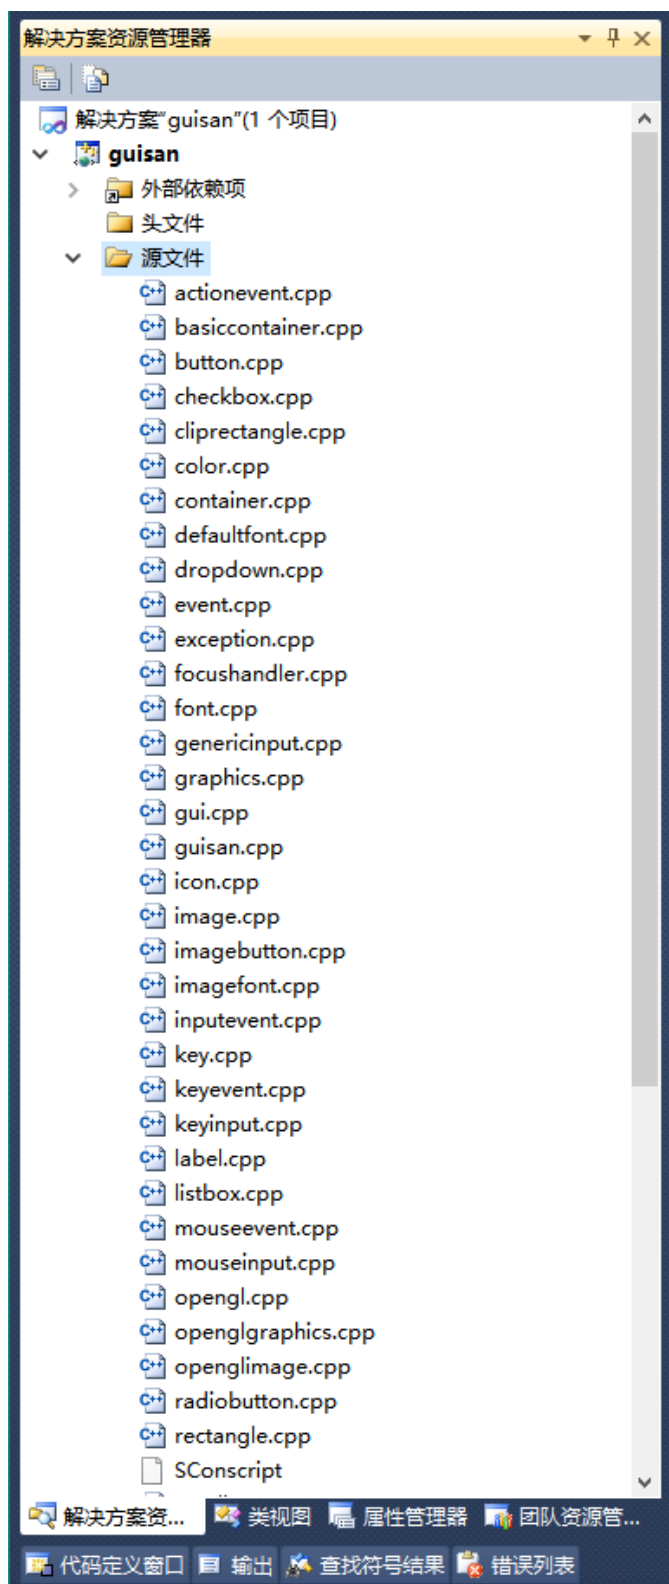 解决方案资源管理器
解决方案"guisan"(1 个项目)
guisan
外部依赖项
头文件
源文件
actionevent.cpp
basiccontainer.cpp
button.cpp
checkbox.cpp
cliprectangle.cpp
color.cpp
container.cpp
defaultfont.cpp
dropdown.cpp
event.cpp
exception.cpp
focushandler.cpp
font.cpp
genericinput.cpp
graphics.cpp
gui.cpp
guisan.cpp
icon.cpp
image.cpp
imagebutton.cpp
imagefont.cpp
inputevent.cpp
key.cpp
keyevent.cpp
keyinput.cpp
label.cpp
listbox.cpp
mouseevent.cpp
mouseinput.cpp
opengl.cpp
openglgraphics.cpp
openglimage.cpp
radiobutton.cpp
rectangle.cpp
SConscript
解决方案资... 类视图 属性管理器 团队资源管...
代码定义窗口 输出 查找符号结果 错误列表